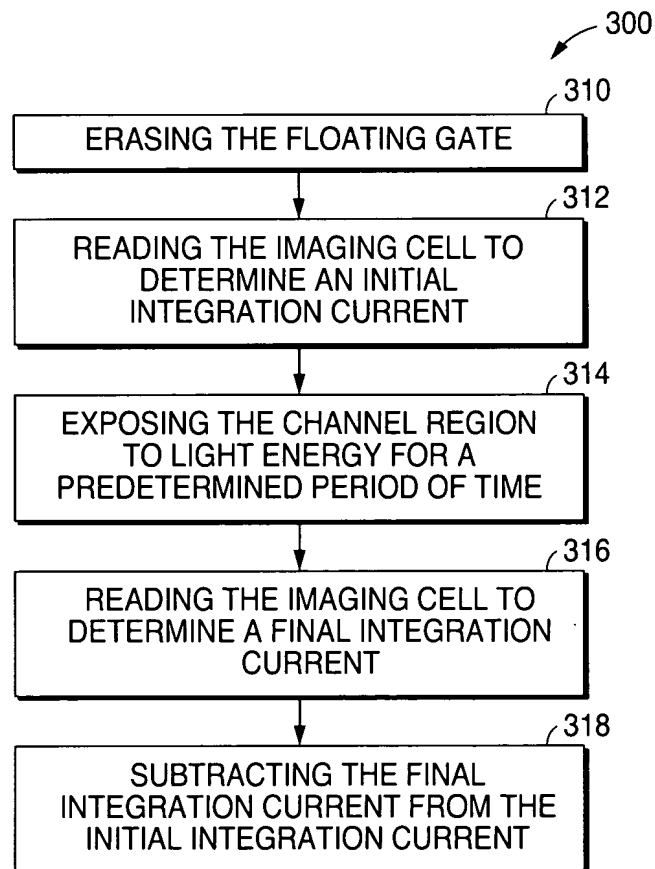 300
310
ERASING THE FLOATING GATE
312
READING THE IMAGING CELL TO
DETERMINE AN INITIAL
INTEGRATION CURRENT
314
EXPOSING THE CHANNEL REGION
TO LIGHT ENERGY FOR A
PREDETERMINED PERIOD OF TIME
316
READING THE IMAGING CELL TO
DETERMINE A FINAL INTEGRATION
CURRENT
318
SUBTRACTING THE FINAL
INTEGRATION CURRENT FROM THE
INITIAL INTEGRATION CURRENT